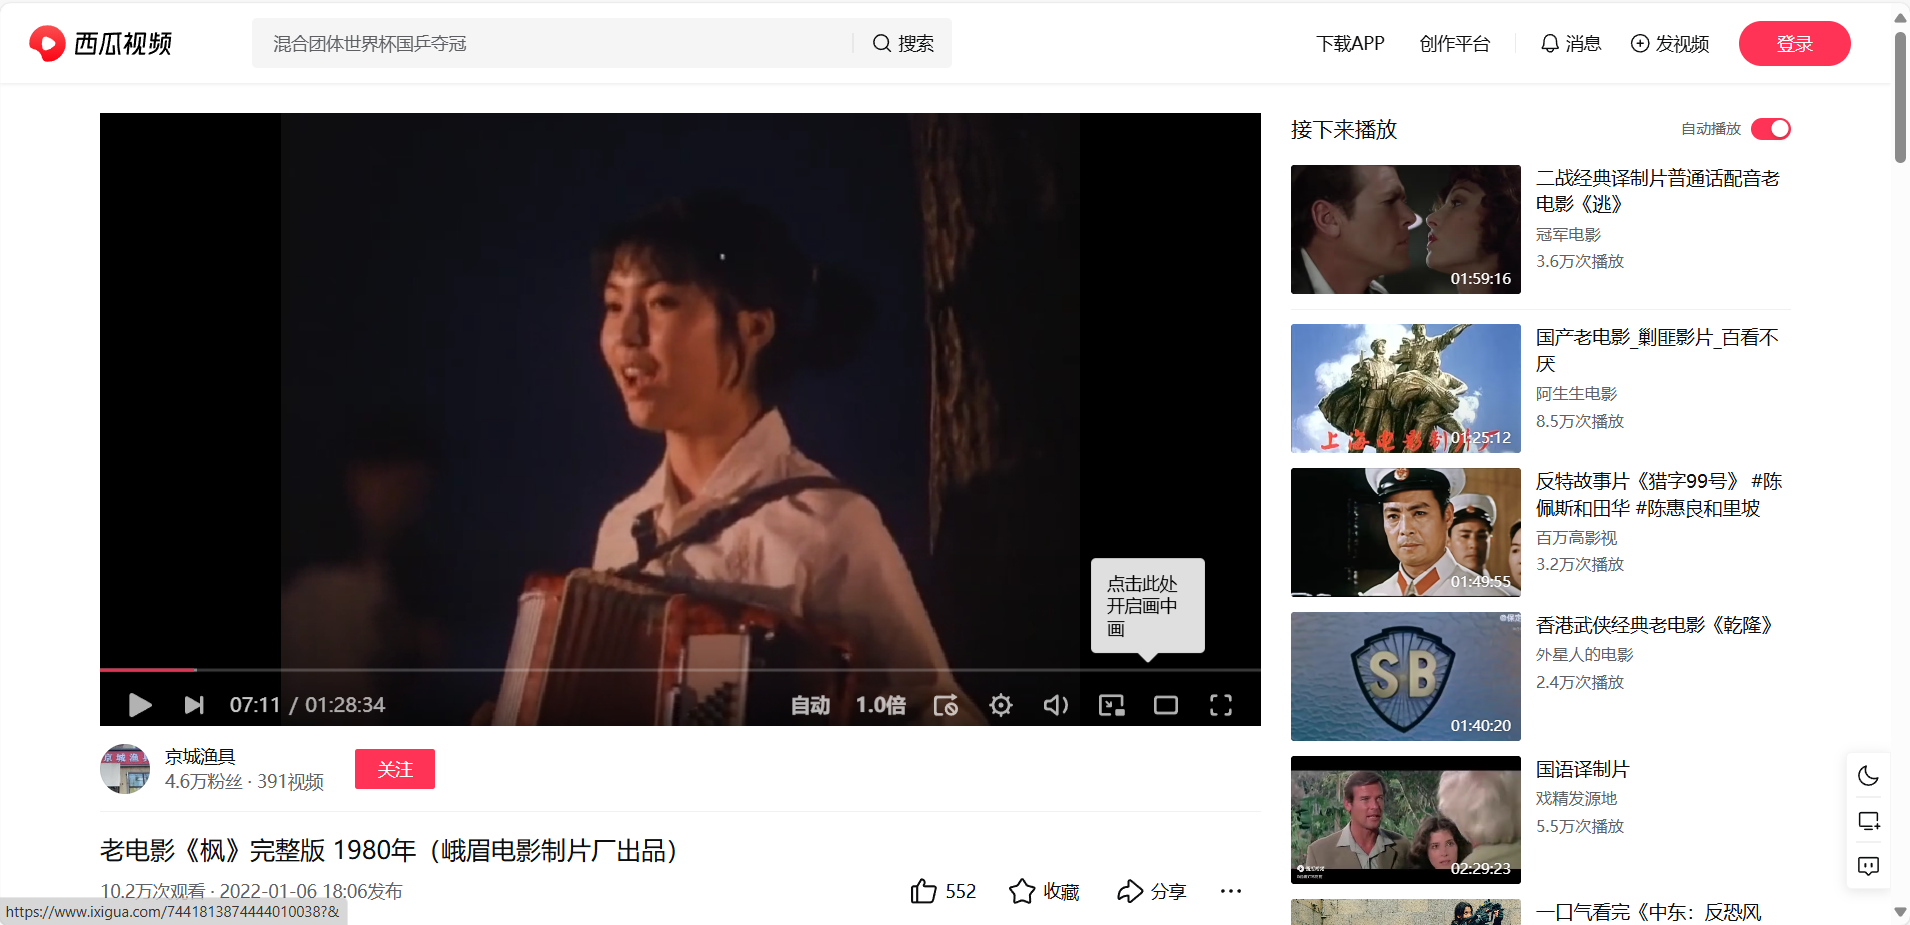 西瓜视频
混合团体世界杯国乒夺冠
搜索
下载APP
创作平台
消息
发视频
登录
点击此处
开启画中
画
07:11 / 01:28:34
自动
1.0倍
京城渔具
4.6万粉丝 · 391视频
关注
老电影《枫》完整版 1980年（峨眉电影制片厂出品）
10.2万次观看 · 2022-01-06 18:06发布
552
收藏
分享
https://www.ixigua.com/7441813874444010038?&
接下来播放
自动播放
01:59:16
二战经典译制片普通话配音老
电影《逃》
冠军电影
3.6万次播放
上海电影制片厂
01:25:12
国产老电影_剿匪影片_百看不
厌
阿生生电影
8.5万次播放
01:49:55
反特故事片《猎字99号》 #陈
佩斯和田华 #陈惠良和里坡
百万高影视
3.2万次播放
SB
01:40:20
香港武侠经典老电影《乾隆》
外星人的电影
2.4万次播放
02:29:23
国语译制片
戏精发源地
5.5万次播放
一口气看完《中东：反恐风